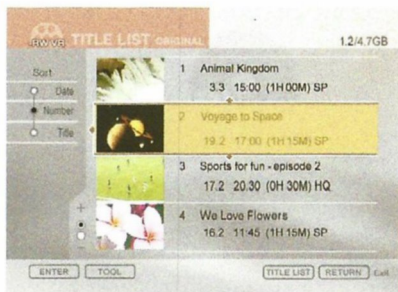 -RW VR TITLE LIST ORIGINAL 1.2/4.7GB
Sort
Date
Number
Title
1 Animal Kingdom
3.3 15:00 (1H 00M) SP
2 Voyage to Space
19.2 17:00 (1H 15M) SP
3 Sports for fun - episode 2
17.2 20.30 (0H 30M) HQ
4 We Love Flowers
16.2 11:45 (1H 15M) SP
ENTER TOOL TITLE LIST RETURN Exit